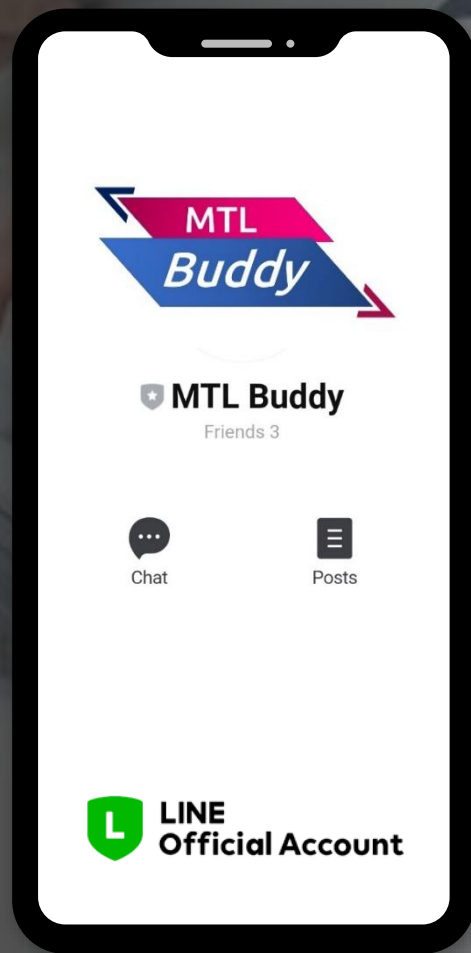 MTL
Buddy
MTL Buddy
Friends 3
Chat
Posts
L
LINE
Official Account